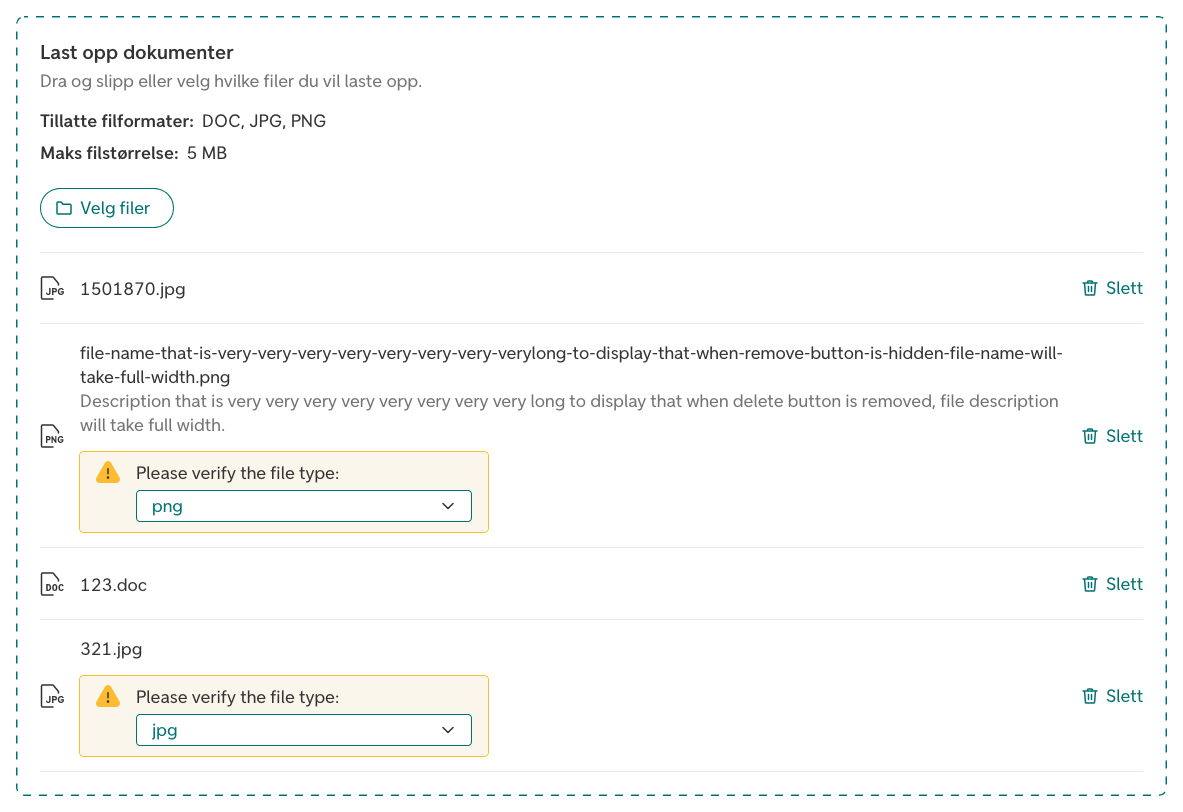 Last opp dokumenter
Dra og slipp eller velg hvilke filer du vil laste opp.
Tillatte filformater: DOC, JPG, PNG
Maks filstørrelse: 5 MB
Velg filer
JPG 1501870.jpg Slett
file-name-that-is-very-very-very-very-very-very-very-verylong-to-display-that-when-remove-button-is-hidden-file-name-will-
take-full-width.png
Description that is very very very very very very very very long to display that when delete button is removed, file description
will take full width.
PNG Slett
Please verify the file type:
png
DOC 123.doc Slett
321.jpg
JPG Slett
Please verify the file type:
jpg